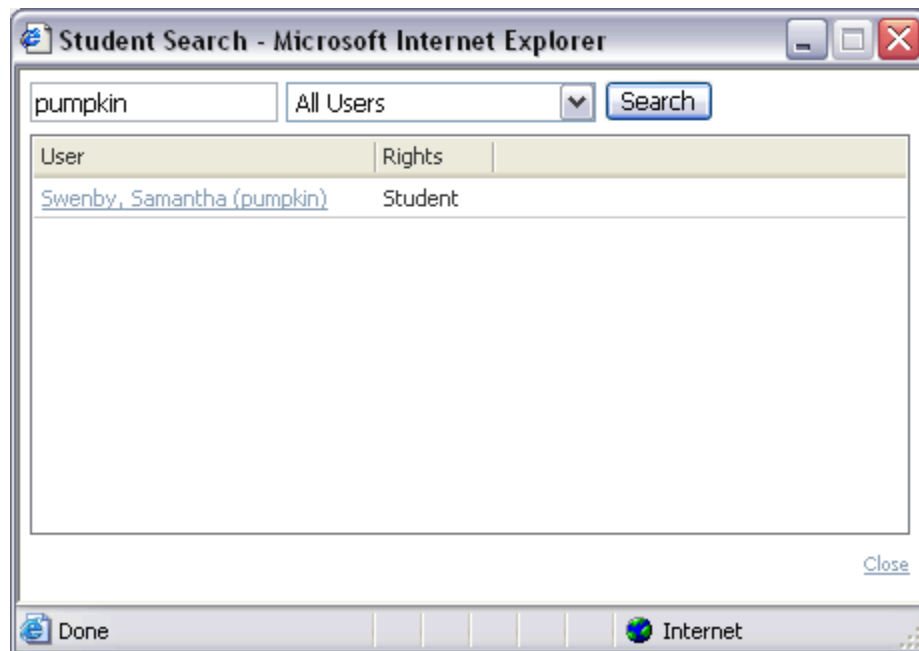 Student Search - Microsoft Internet Explorer
pumpkin All Users Search
User Rights
Swenby, Samantha (pumpkin) Student
Close
Done Internet